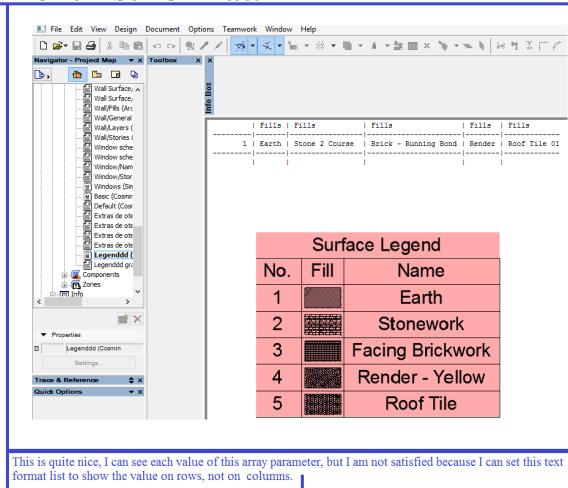 File Edit View Design Document Options Teamwork Window Help
Navigator - Project Map
Toolbox
Info Box
Wall Surface,
Wall Surface,
Wall/Fills (Arc
Wall/General
Wall/Layers (
Wall/Stories (
Window sche
Window sche
Window/Nam
Window/Stor
Windows (Sin
Basic (Cosmin
Default (Cosr
Extras de ote
Extras de ote
Extras de ote
Extras de ote
Legenddd (
Legenddd gra
Components
Zones
Info
Properties
Legenddd (Cosmin
Settings...
Trace & Reference
Quick Options
| Fills | Fills | Fills | Fills | Fills
1 | Earth | Stone 2 Course | Brick - Running Bond | Render | Roof Tile 01
Surface Legend
No. Fill Name
1 Earth
2 Stonework
3 Facing Brickwork
4 Render - Yellow
5 Roof Tile
This is quite nice, I can see each value of this array parameter, but I am not satisfied because I can set this text
format list to show the value on rows, not on columns.